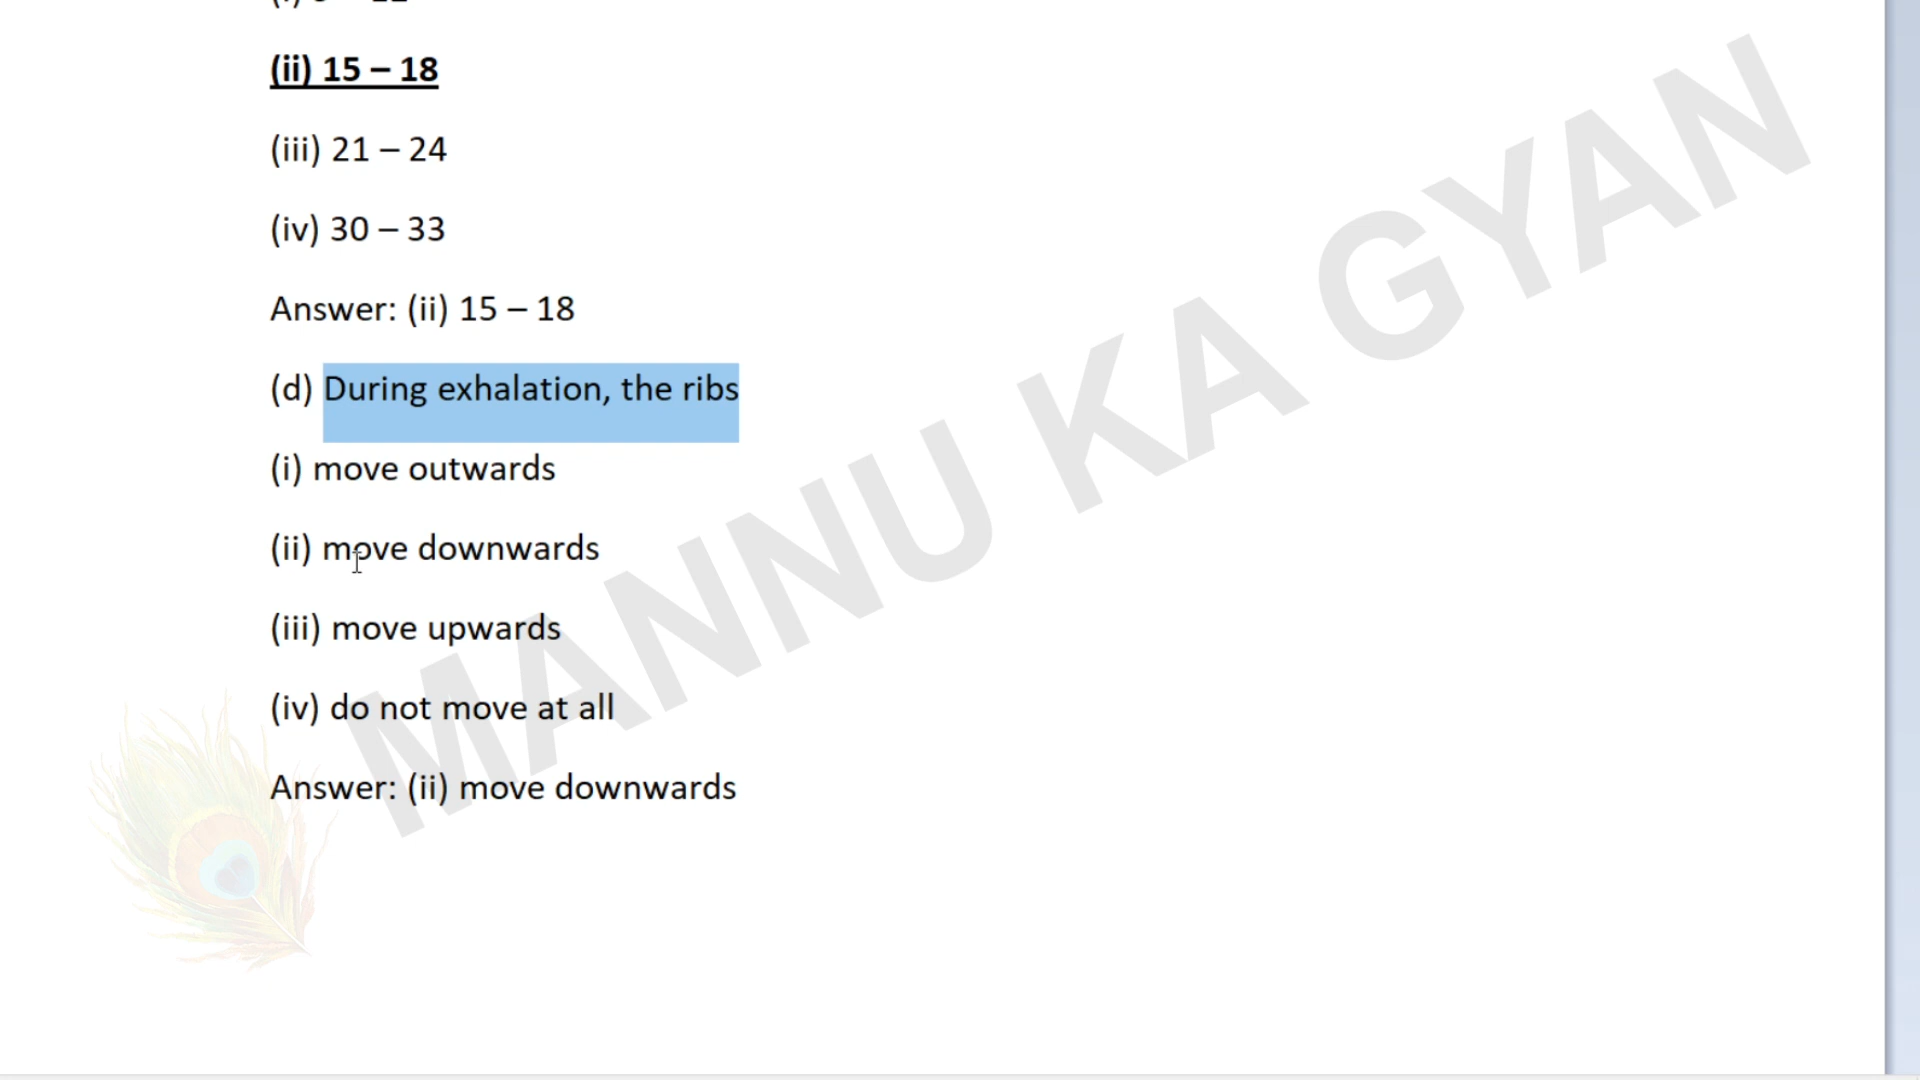 (ii) 15 – 18
(iii) 21 – 24
(iv) 30 – 33
Answer: (ii) 15 – 18
(d) During exhalation, the ribs
(i) move outwards
(ii) move downwards
(iii) move upwards
(iv) do not move at all
Answer: (ii) move downwards
MANNU KA GYAN